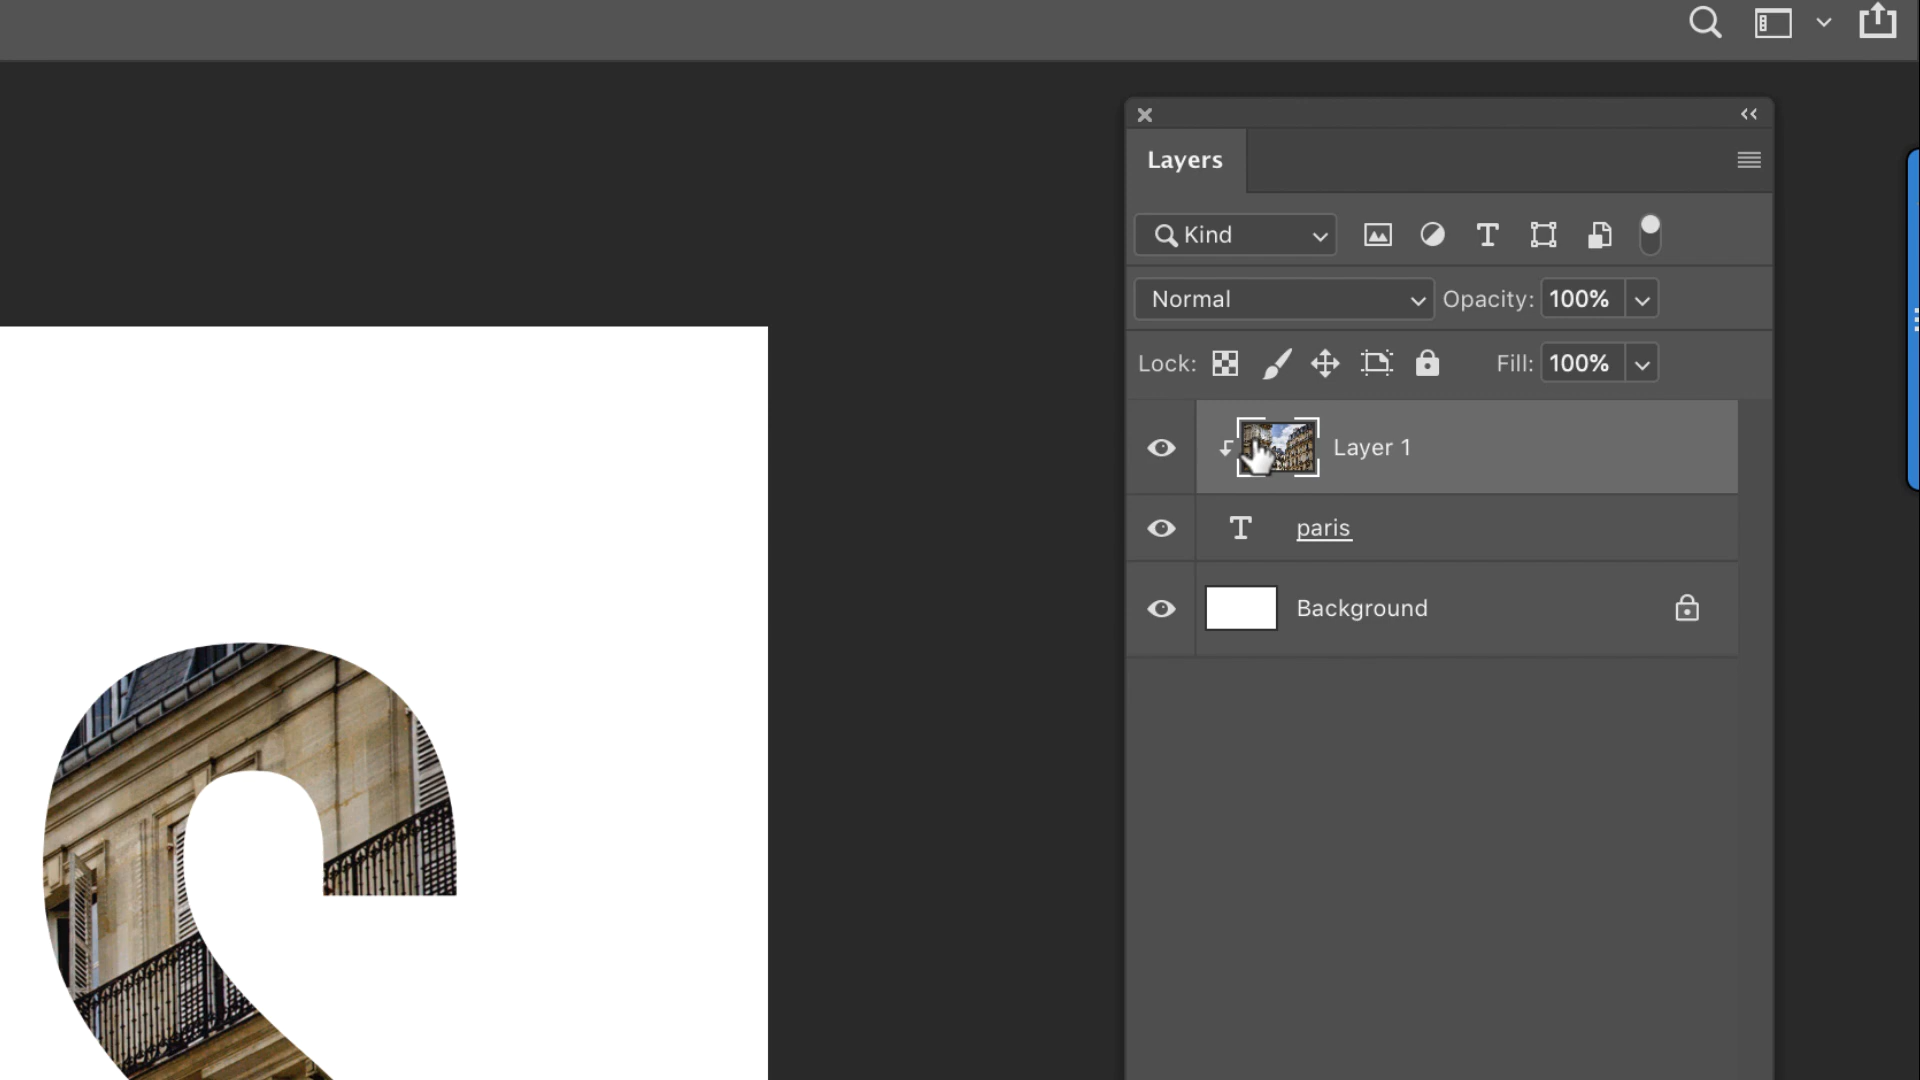 Layers
Kind
Normal Opacity: 100%
Lock: Fill: 100%
Layer 1
T paris
Background
S